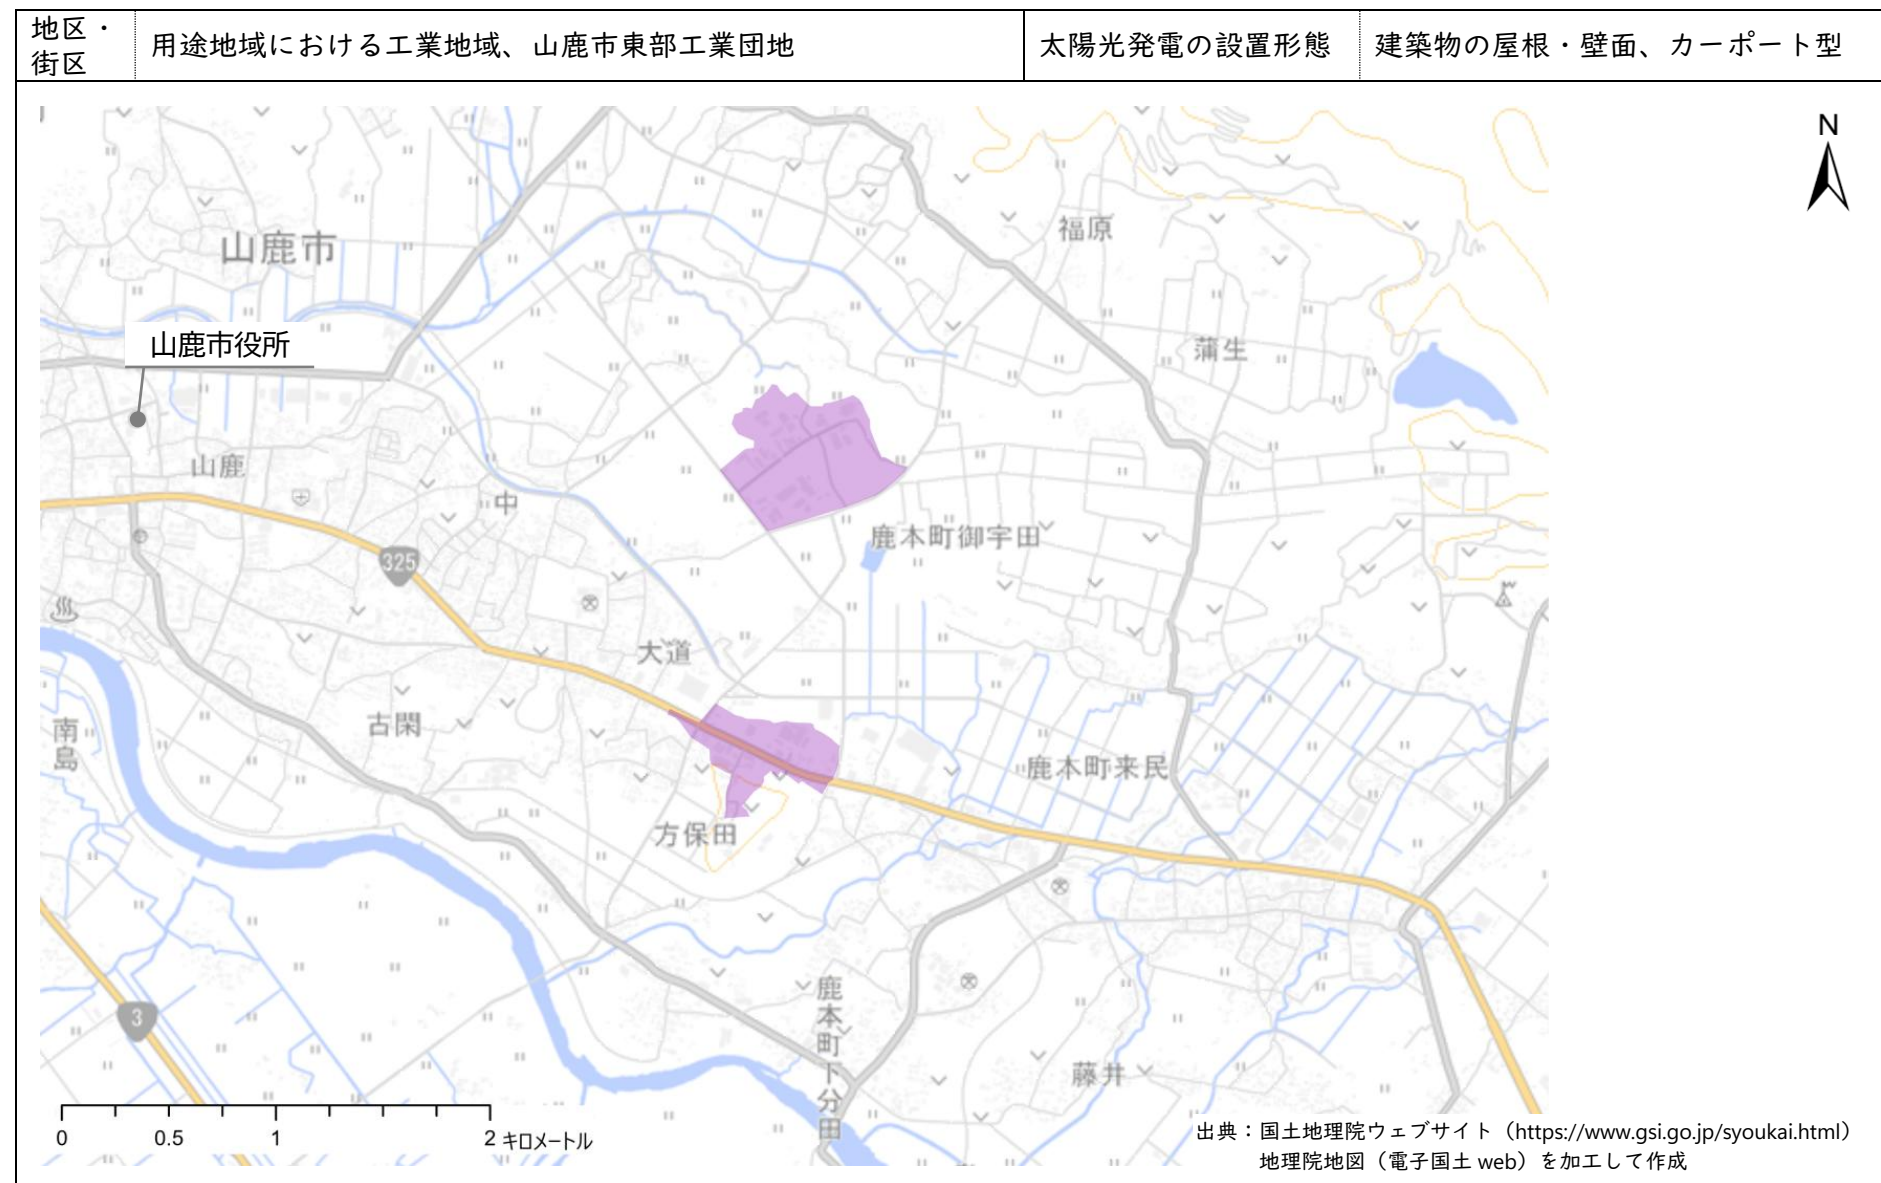 地区・
街区
用途地域における工業地域、山鹿市東部工業団地
太陽光発電の設置形態
建築物の屋根・壁面、カーポート型
N
福原
山鹿市
山鹿市役所
蒲生
山鹿
中
鹿本町御宇田
325
大道
古閑
南島
鹿本町来民
方保田
鹿本町下分田
3
藤井
0 0.5 1 2 キロメートル
出典：国土地理院ウェブサイト（https://www.gsi.go.jp/syoukai.html）
地理院地図（電子国土 web）を加工して作成